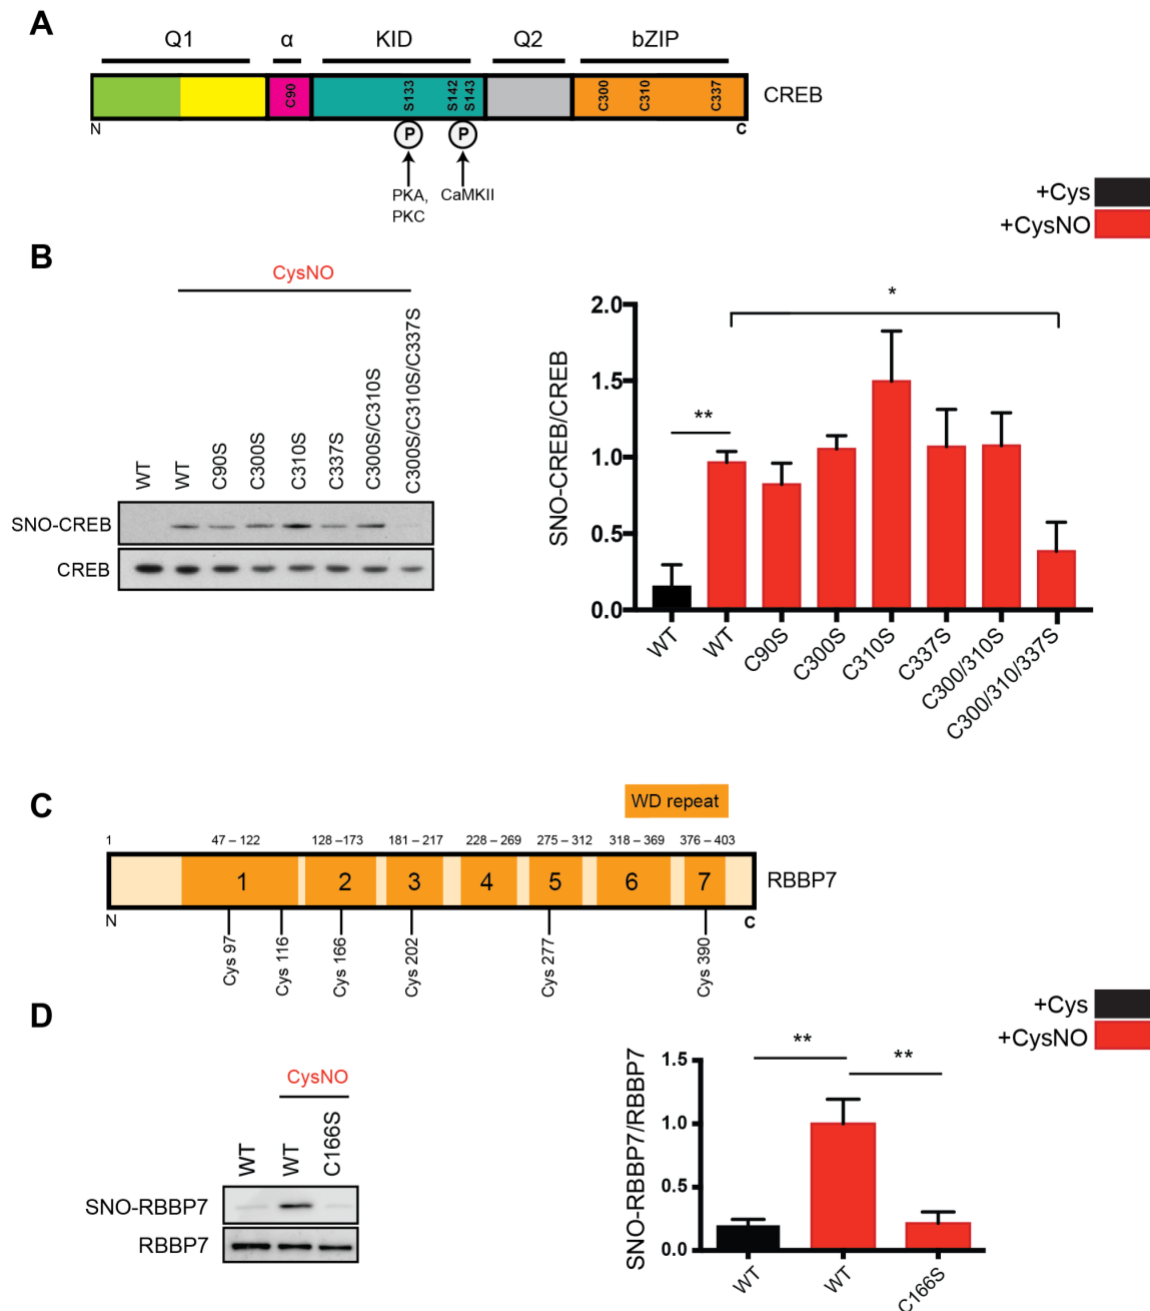 A
Q1 α KID Q2 bZIP
C90 S133 S142 S143 C300 C310 C337 CREB
N C
P P
PKA, CaMKII
PKC
+Cys
+CysNO
B
CysNO
WT WT C90S C300S C310S C337S C300S/C310S C300S/C310S/C337S
SNO-CREB
CREB
SNO-CREB/CREB
2.0
1.5
1.0
0.5
0.0
** *
WT WT C90S C300S C310S C337S C300/310S C300/310/337S
C
WD repeat
1 47 – 122 128 –173 181 – 217 228 – 269 275 – 312 318 – 369 376 – 403
1 2 3 4 5 6 7 RBBP7
N C
Cys 97 Cys 116 Cys 166 Cys 202 Cys 277 Cys 390
+Cys
+CysNO
D
CysNO
WT WT C166S
SNO-RBBP7
RBBP7
SNO-RBBP7/RBBP7
1.5
1.0
0.5
0.0
** **
WT WT C166S